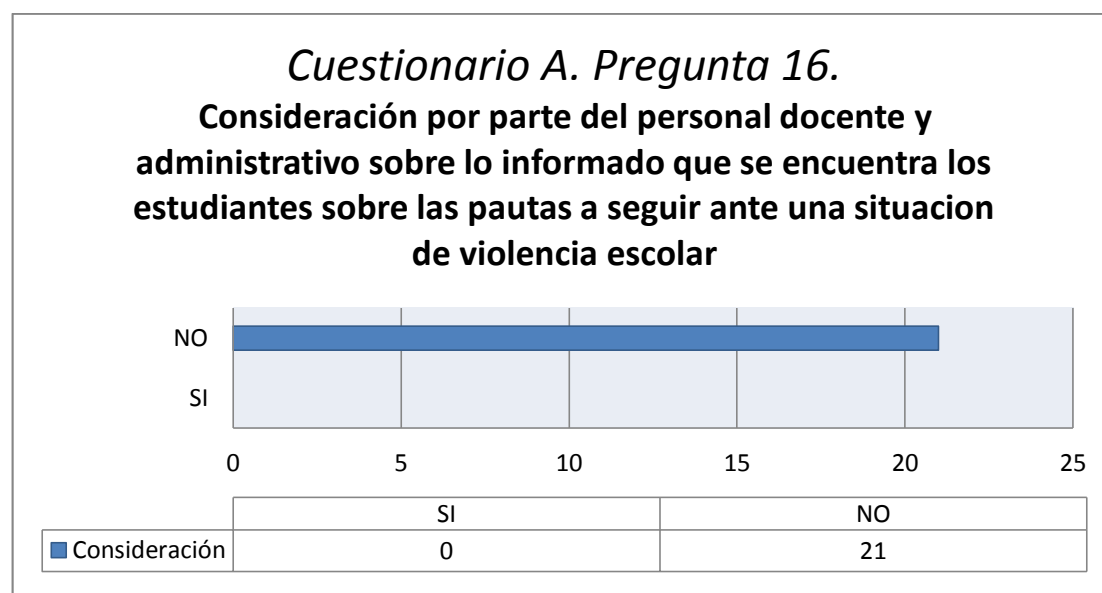 Cuestionario A. Pregunta 16.
Consideración por parte del personal docente y
administrativo sobre lo informado que se encuentra los
estudiantes sobre las pautas a seguir ante una situacion
de violencia escolar
NO
SI
0 5 10 15 20 25
SI NO
Consideración 0 21